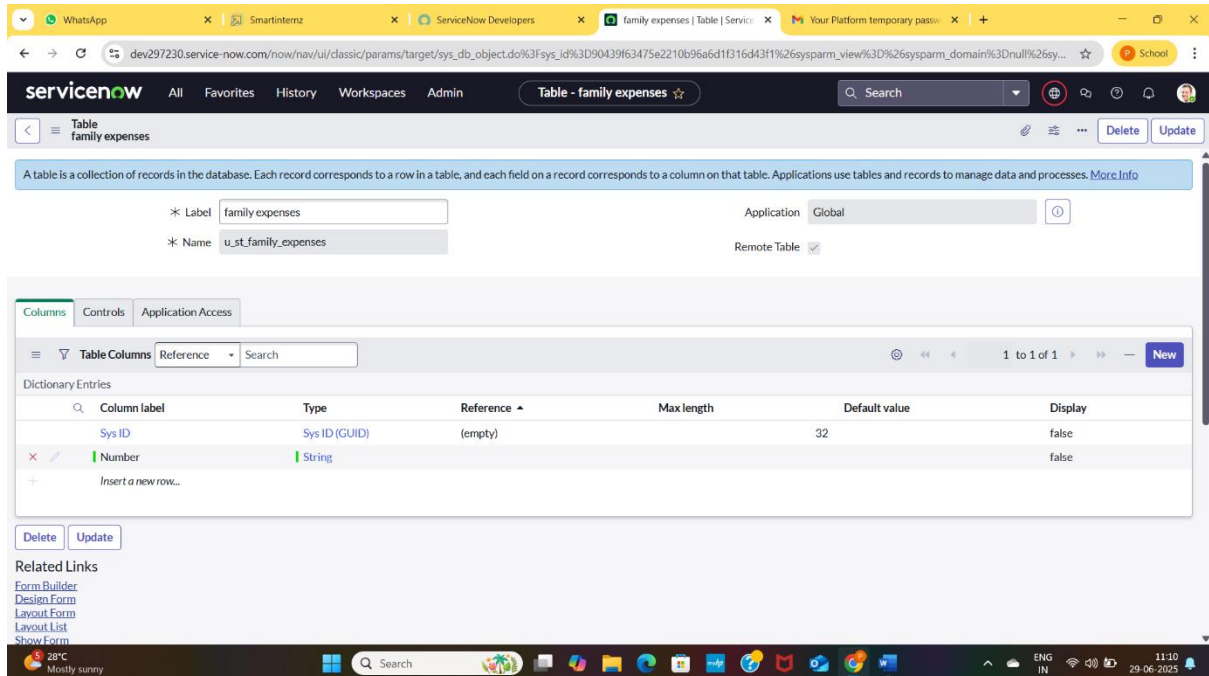 WhatsApp
Smartinternz
ServiceNow Developers
family expenses | Table | Service
Your Platform temporary passw
dev297230.service-now.com/now/nav/ui/classic/params/target/sys_db_object.do%3Fsys_id%3D90439f63475e2210b96a6d1f316d43f1%26sysparm_view%3D%26sysparm_domain%3Dnull%26sy...
P School
servicenow All Favorites History Workspaces Admin Table - family expenses Search
Table
family expenses
Delete Update
A table is a collection of records in the database. Each record corresponds to a row in a table, and each field on a record corresponds to a column on that table. Applications use tables and records to manage data and processes. More Info
Label family expenses Application Global
Name u_st_family_expenses Remote Table
Columns Controls Application Access
Table Columns Reference Search 1 to 1 of 1 New
Dictionary Entries
Column label Type Reference Max length Default value Display
Sys ID Sys ID (GUID) (empty) 32 false
Number String false
Insert a new row...
Delete Update
Related Links
Form Builder
Design Form
Layout Form
Layout List
Show Form
5 28°C
Mostly sunny
Search
ENG
IN
11:10
29-06-2025